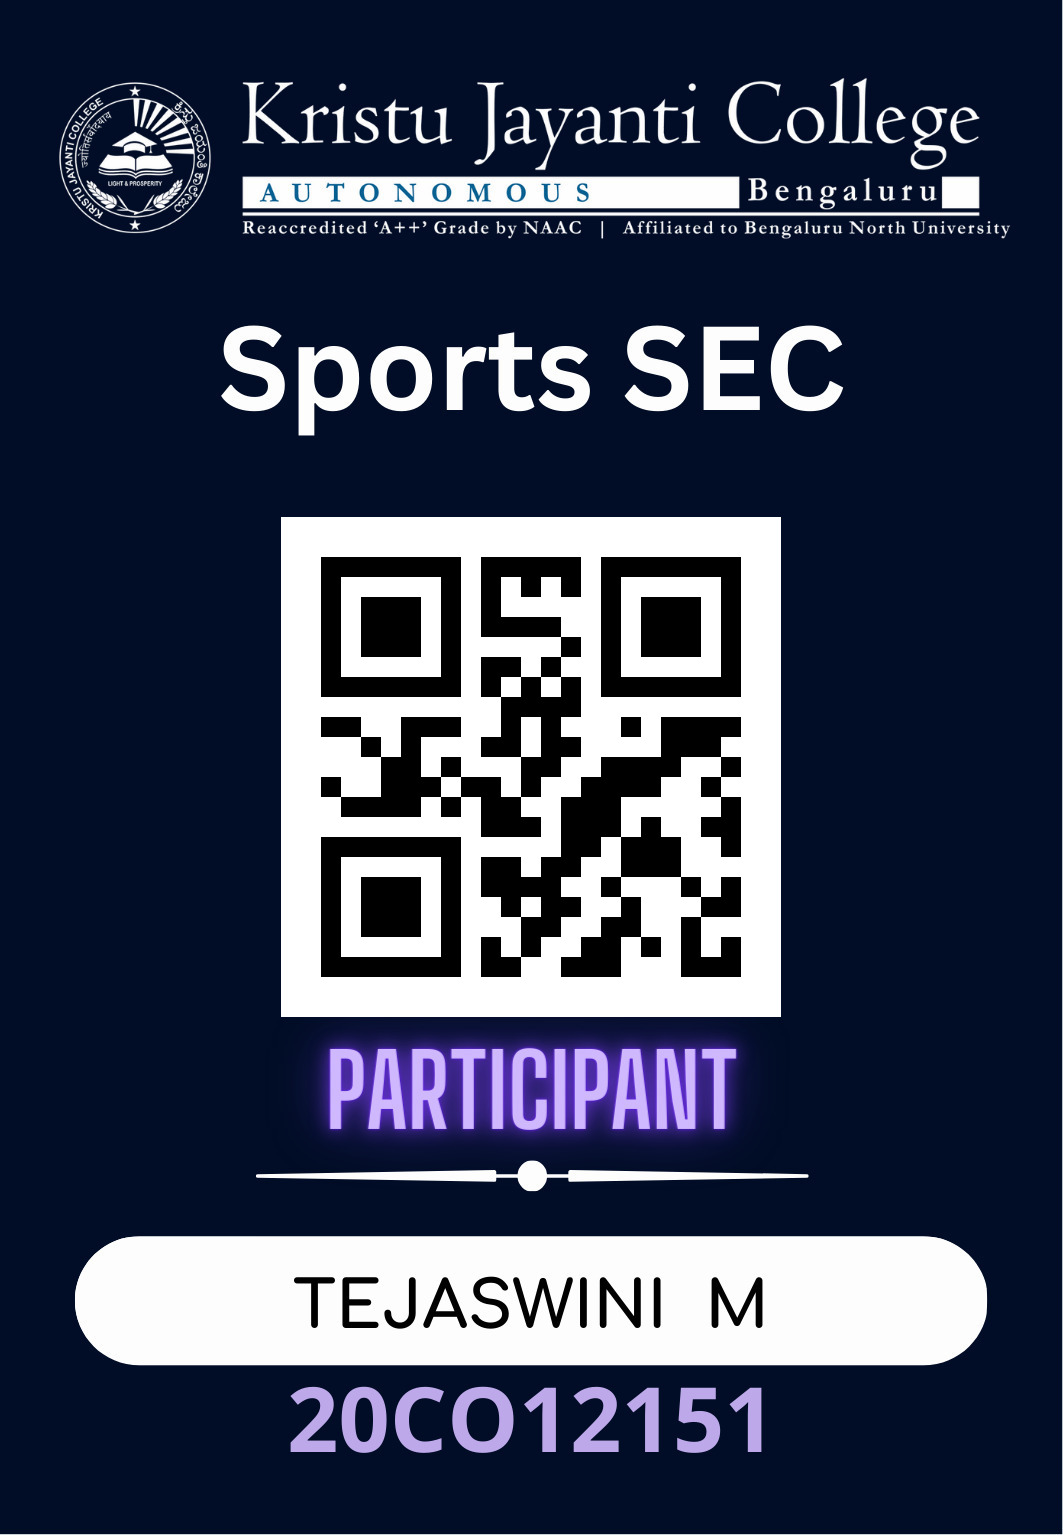 KRISTU JAYANTI COLLEGE
ಕ್ರಿಸ್ತು ಜಯಂತಿ ಕಾಲೇಜು
LIGHT & PROSPERITY
Kristu Jayanti College
AUTONOMOUS Bengaluru
Reaccredited ‘A++’ Grade by NAAC | Affiliated to Bengaluru North University
Sports SEC
PARTICIPANT
TEJASWINI M
20CO12151